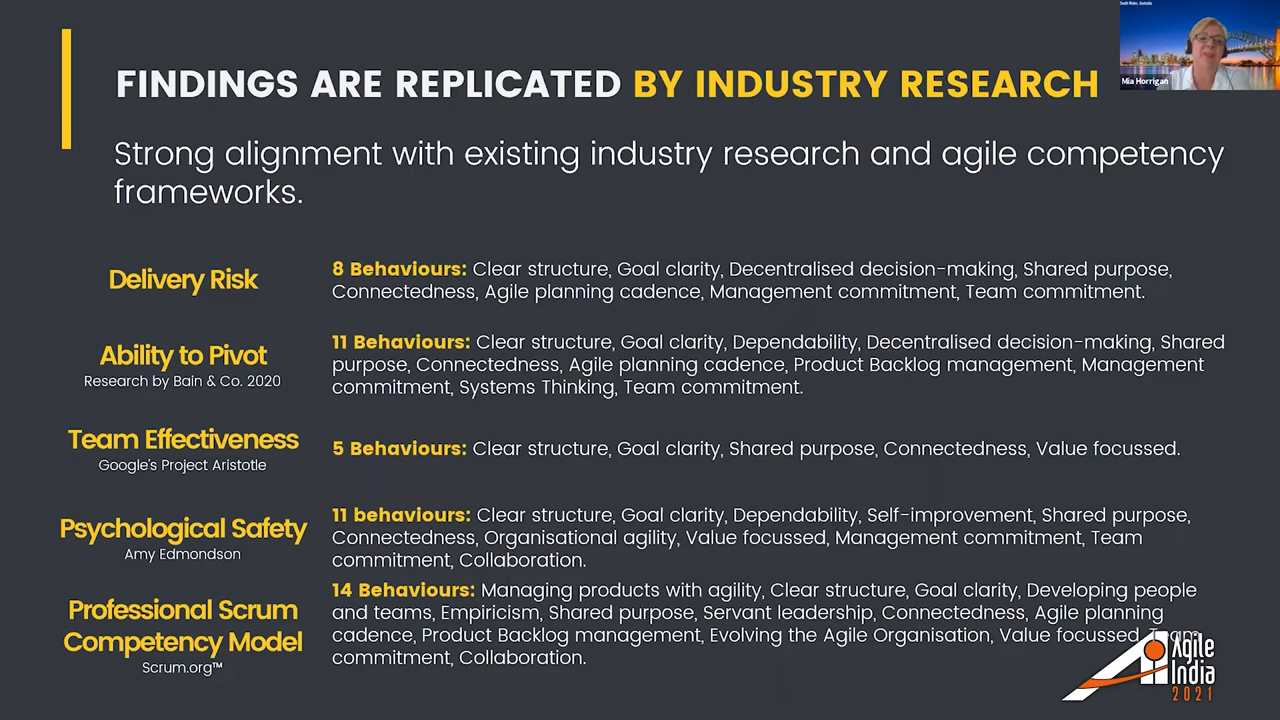 South Wales, Australia
Mia Horrigan
FINDINGS ARE REPLICATED BY INDUSTRY RESEARCH
Strong alignment with existing industry research and agile competency
frameworks.
Delivery Risk
8 Behaviours: Clear structure, Goal clarity, Decentralised decision-making, Shared purpose,
Connectedness, Agile planning cadence, Management commitment, Team commitment.
Ability to Pivot
Research by Bain & Co. 2020
11 Behaviours: Clear structure, Goal clarity, Dependability, Decentralised decision-making, Shared
purpose, Connectedness, Agile planning cadence, Product Backlog management, Management
commitment, Systems Thinking, Team commitment.
Team Effectiveness
Google's Project Aristotle
5 Behaviours: Clear structure, Goal clarity, Shared purpose, Connectedness, Value focussed.
Psychological Safety
Amy Edmondson
11 behaviours: Clear structure, Goal clarity, Dependability, Self-improvement, Shared purpose,
Connectedness, Organisational agility, Value focussed, Management commitment, Team
commitment, Collaboration.
Professional Scrum
Competency Model
Scrum.org™
14 Behaviours: Managing products with agility, Clear structure, Goal clarity, Developing people
and teams, Empiricism, Shared purpose, Servant leadership, Connectedness, Agile planning
cadence, Product Backlog management, Evolving the Agile Organisation, Value focussed, Team
commitment, Collaboration.
Agile
India
2021